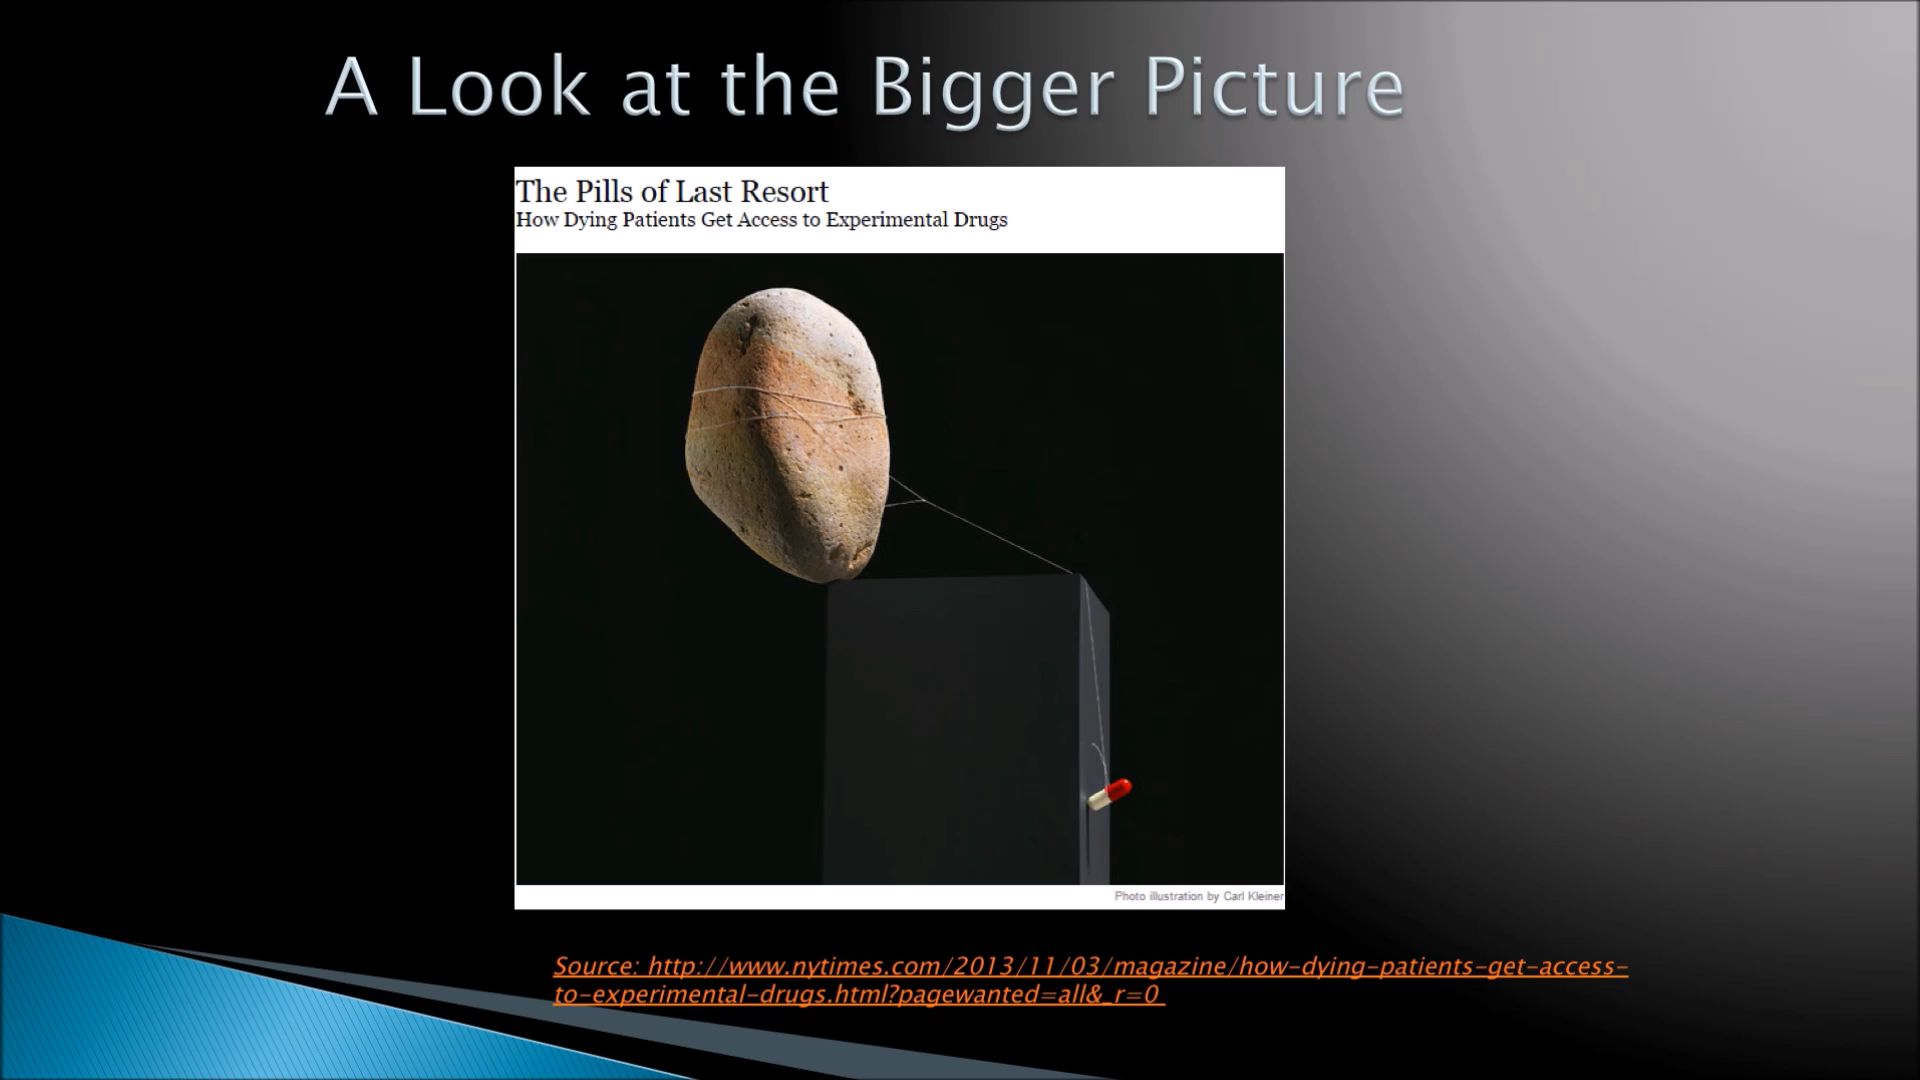 A Look at the Bigger Picture
The Pills of Last Resort
How Dying Patients Get Access to Experimental Drugs
Photo illustration by Carl Kleiner
Source: http://www.nytimes.com/2013/11/03/magazine/how-dying-patients-get-access-
to-experimental-drugs.html?pagewanted=all&_r=0